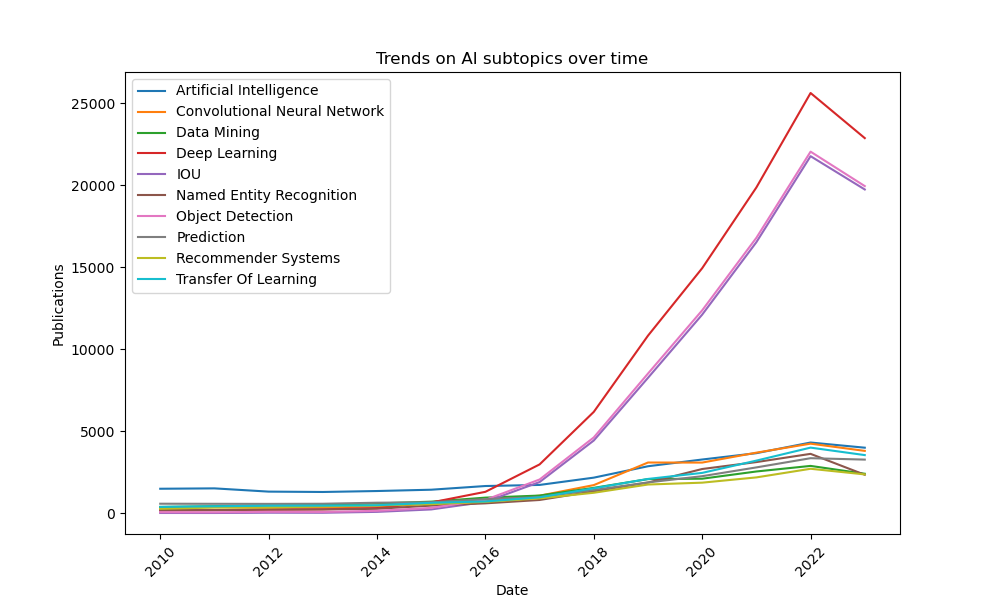 Trends on AI subtopics over time
Artificial Intelligence
Convolutional Neural Network
Data Mining
Deep Learning
IOU
Named Entity Recognition
Object Detection
Prediction
Recommender Systems
Transfer Of Learning
Publications
25000
20000
15000
10000
5000
0
2010
2012
2014
2016
2018
2020
2022
Date